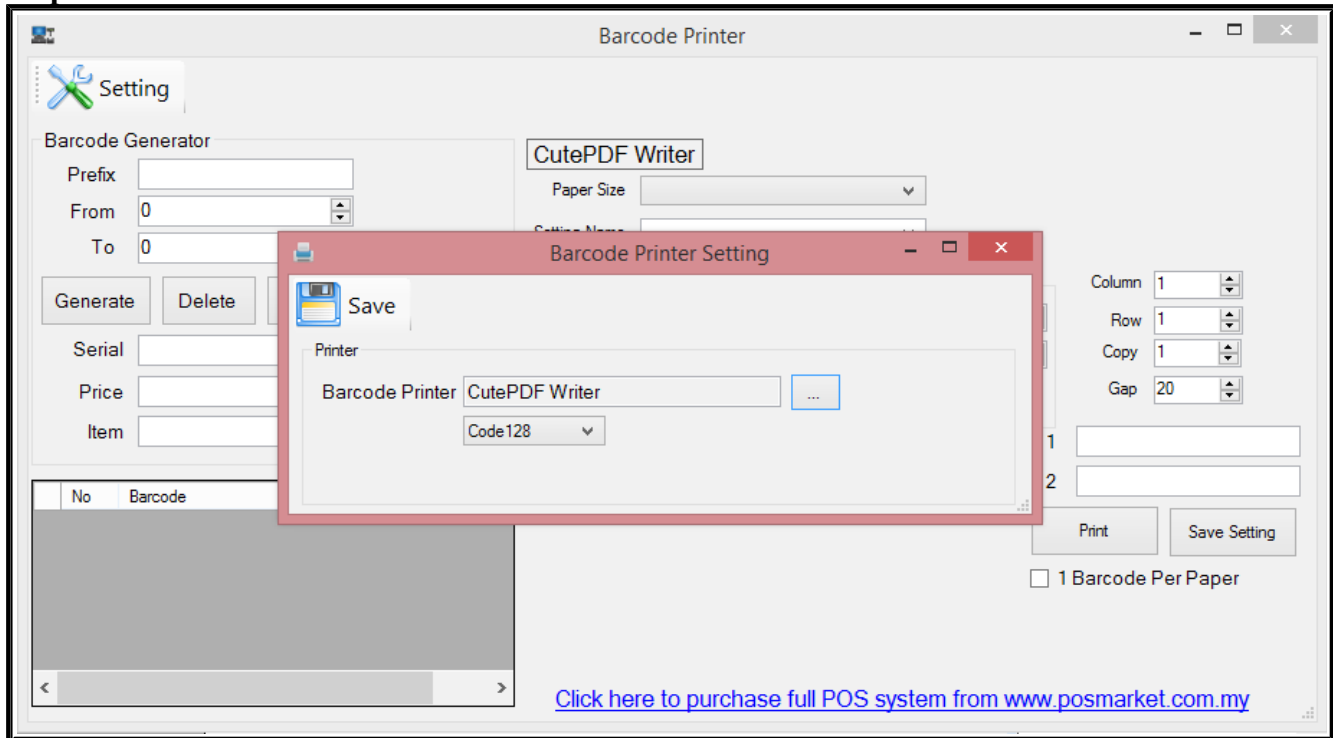 Barcode Printer
Setting
Barcode Generator
CutePDF Writer
Prefix
Paper Size
From 0
To 0
Barcode Printer Setting
Generate Delete
Column 1
Save
Row 1
Serial
Printer
Copy 1
Price
Barcode Printer CutePDF Writer ...
Gap 20
Item
Code128
1
2
No Barcode
Print Save Setting
1 Barcode Per Paper
Click here to purchase full POS system from www.posmarket.com.my